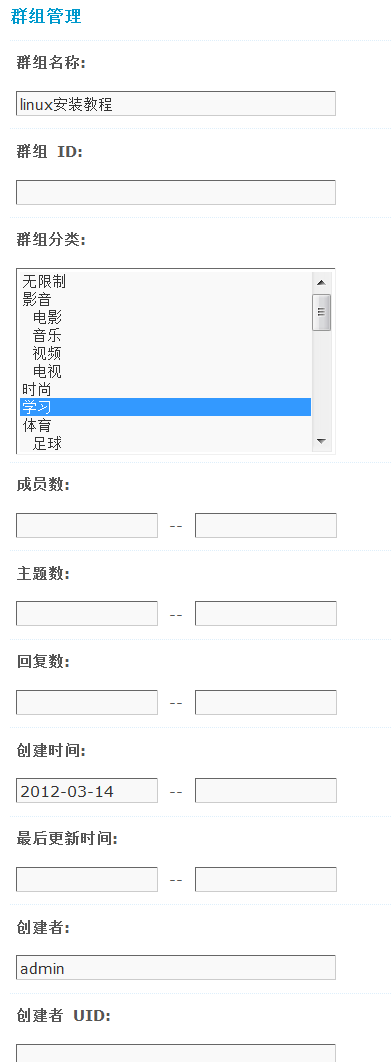 群组管理
群组名称:
linux安装教程
群组 ID:
群组分类:
无限制
影音
电影
音乐
视频
电视
时尚
学习
体育
足球
成员数:
--
主题数:
--
回复数:
--
创建时间:
2012-03-14 --
最后更新时间:
--
创建者:
admin
创建者 UID: